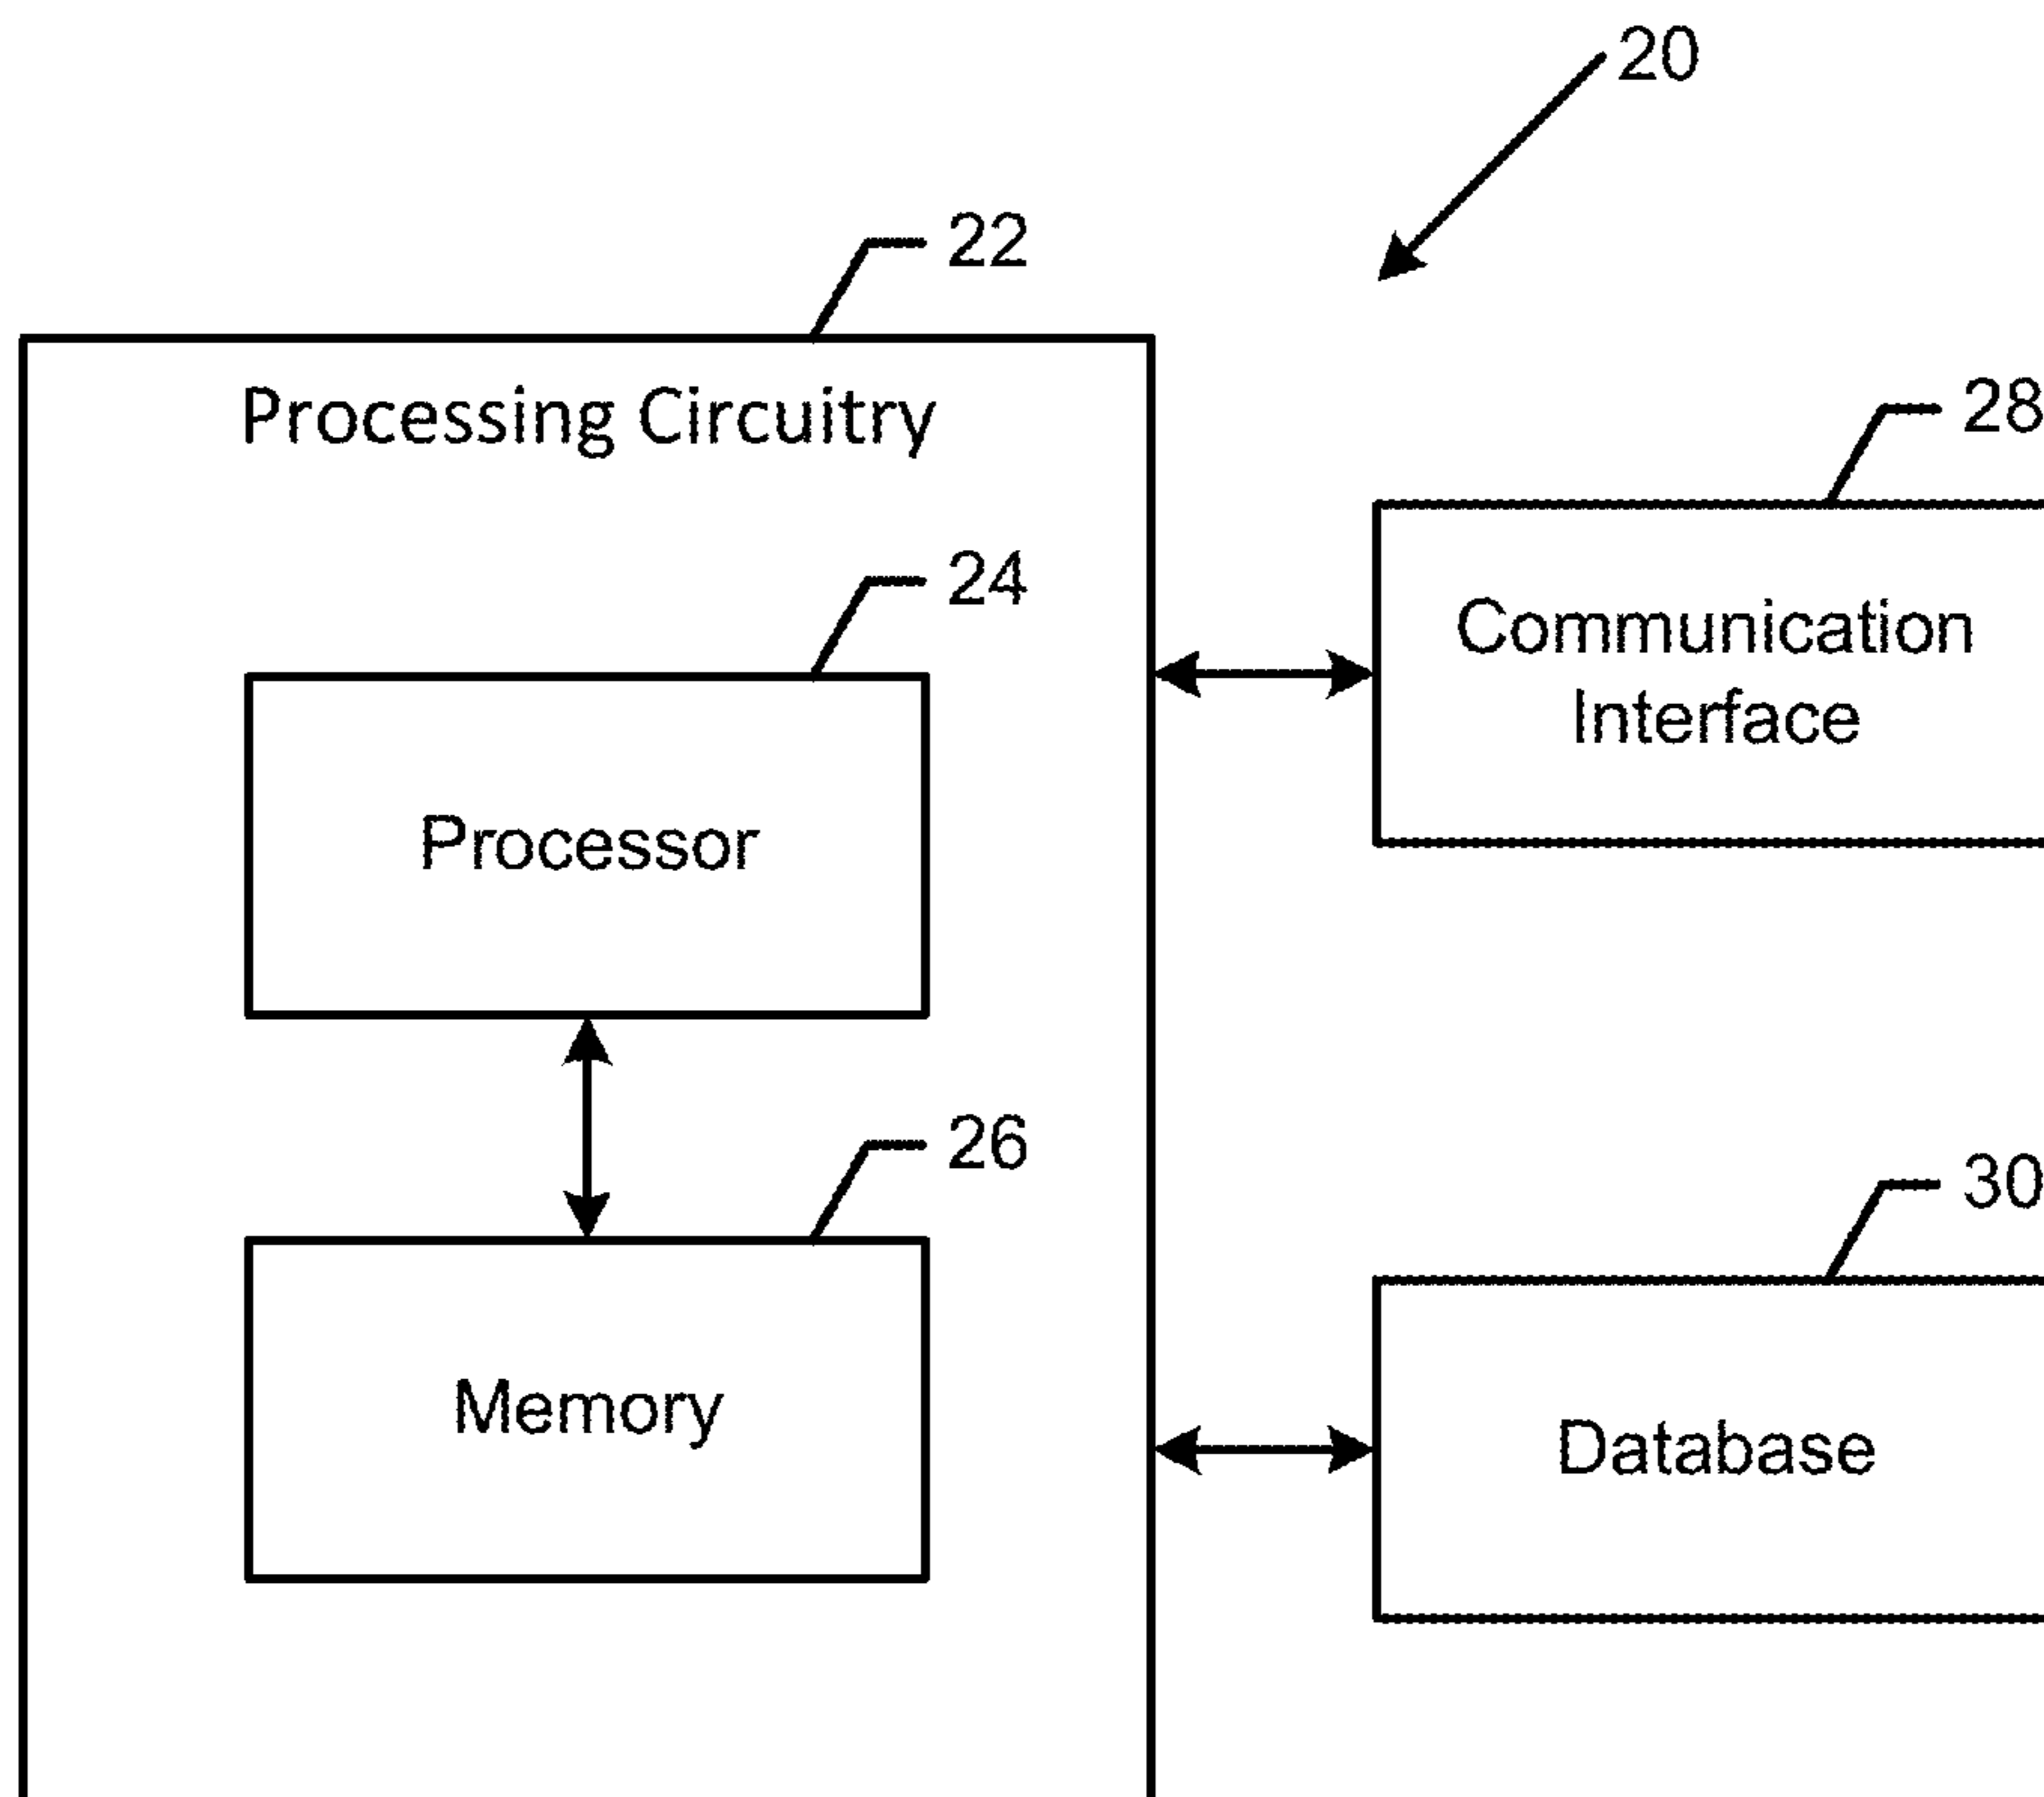 20
22
Processing Circuitry
28
24
Communication
Interface
Processor
26
30
Memory
Database